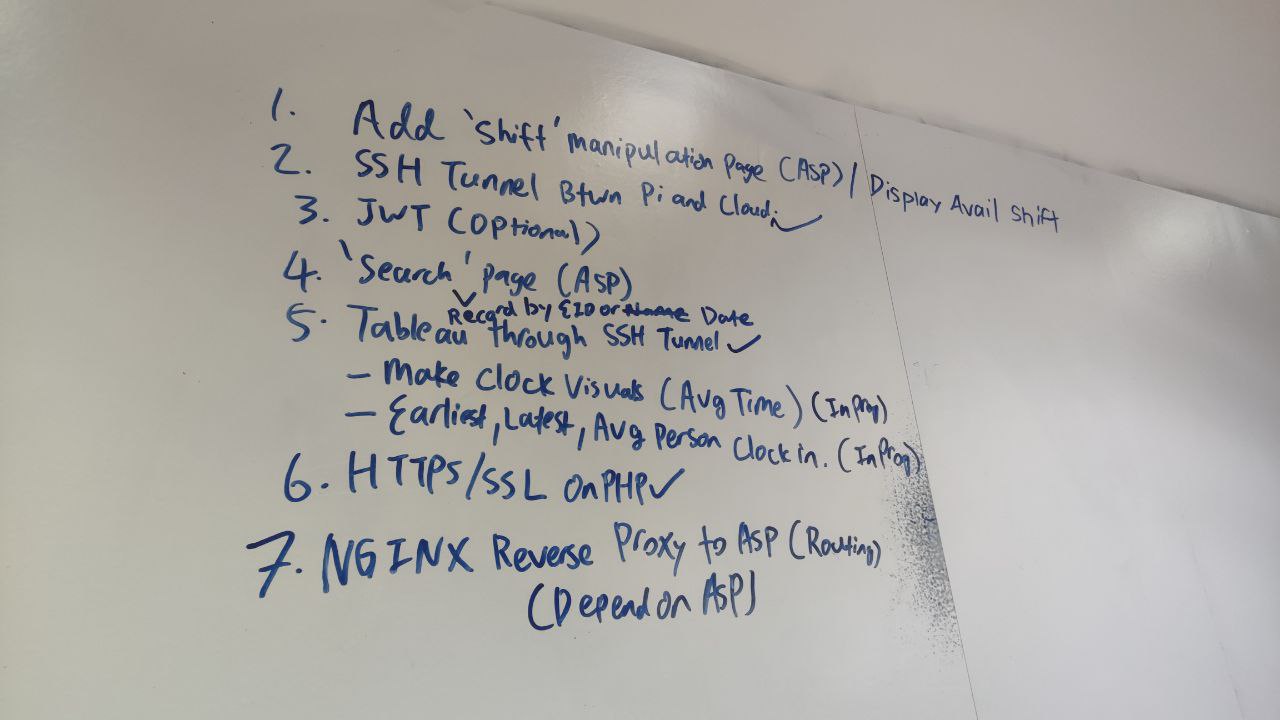 1. Add 'Shift' manipulation page (ASP) / Display Avail Shift
2. SSH Tunnel Btwn Pi and Cloud. ✓
3. JWT (Optional)
4. 'Search' page (ASP)
Record by EID or ~~Name~~ Date
5. Tableau through SSH Tunnel ✓
– Make Clock Visuals (Avg Time) (In Prog)
– Earliest, Latest, Avg Person Clock in. (In Prog)
6. HTTPS/SSL on PHP ✓
7. NGINX Reverse Proxy to ASP (Routing)
(Depend on ASP)